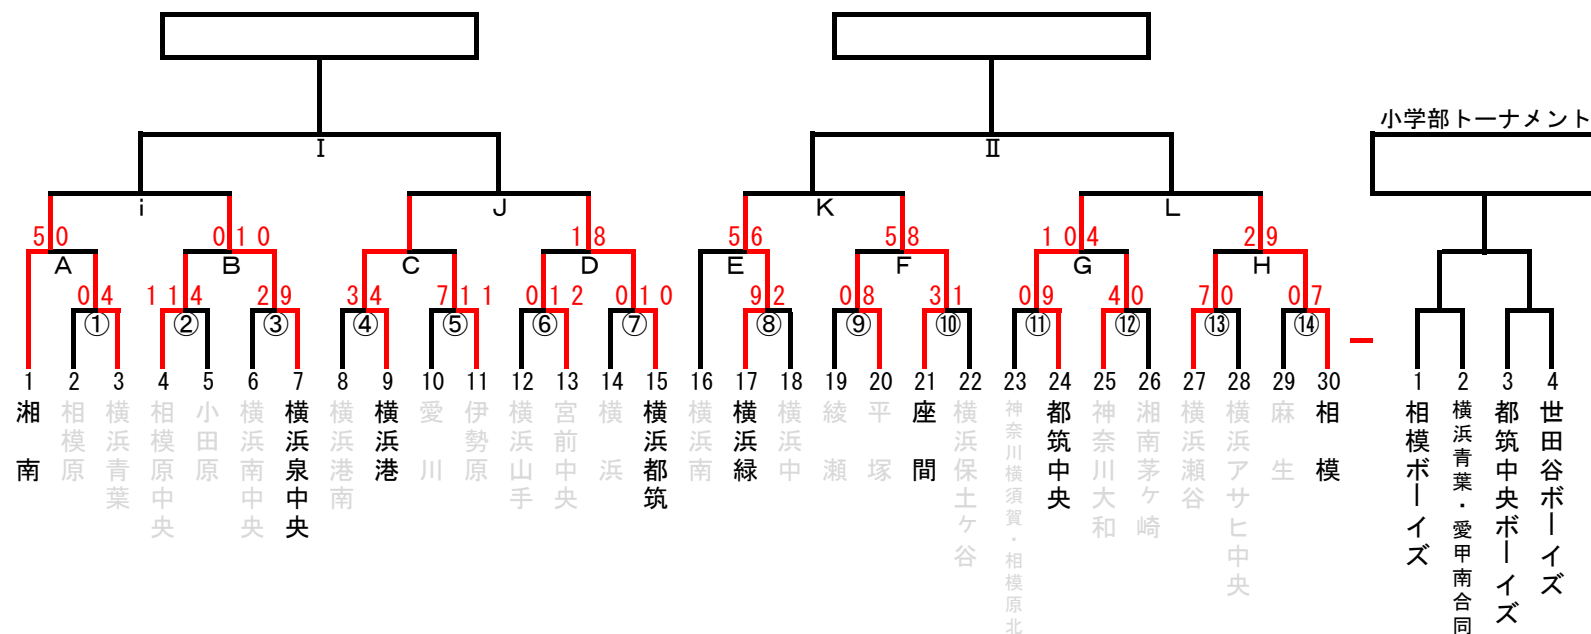 小学部トーナメント
Ⅰ
Ⅱ
i
J
K
L
5 0
0 1 0
1 8
5 6
5 8
1 0 4
2 9
A
B
C
D
E
F
G
H
0 4
1 1 4
2 9
3 4
7 1 1
0 1 2
0 1 0
9 2
0 8
3 1
0 9
4 0
7 0
0 7
①
②
③
④
⑤
⑥
⑦
⑧
⑨
⑩
⑪
⑫
⑬
⑭
1
2
3
4
5
6
7
8
9
10
11
12
13
14
15
16
17
18
19
20
21
22
23
24
25
26
27
28
29
30
1
2
3
4
湘 南
相模原
横浜青葉
相模原中央
小田原
横浜南中央
横浜泉中央
横浜港南
横浜港
愛 川
伊勢原
横浜山手
宮前中央
横 浜
横浜都筑
横浜南
横浜緑
横浜中
綾 瀬
平 塚
座 間
横浜保土ヶ谷
神奈川横須賀・相模原北
都筑中央
神奈川大和
湘南茅ヶ崎
横浜瀬谷
横浜アサヒ中央
麻 生
相 模
相模ボーイズ
横浜青葉・愛甲南合同
都筑中央ボーイズ
世田谷ボーイズ